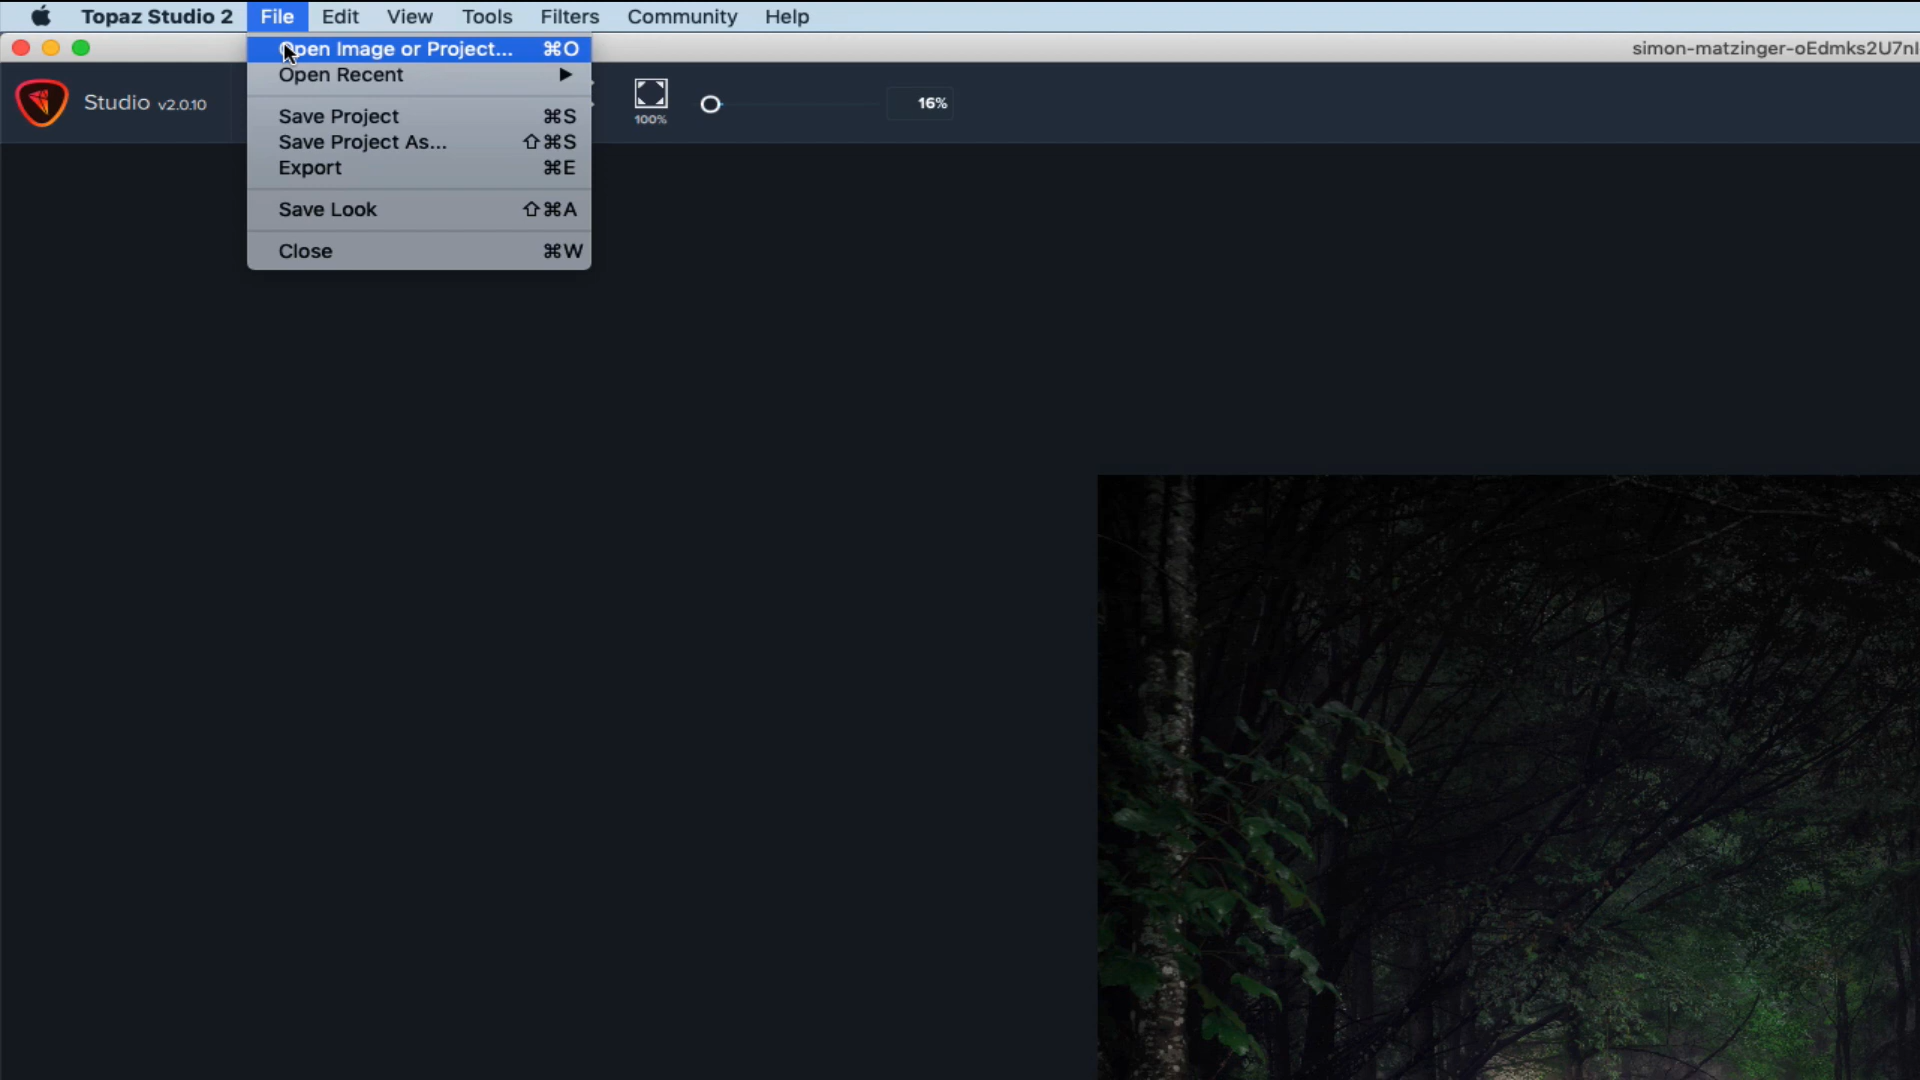 Topaz Studio 2 File Edit View Tools Filters Community Help
simon-matzinger-oEdmks2U7nI
Open Image or Project... ⌘O
Open Recent ▶
Studio v2.0.10
100%
16%
Save Project ⌘S
Save Project As... ⇧⌘S
Export ⌘E
Save Look ⇧⌘A
Close ⌘W